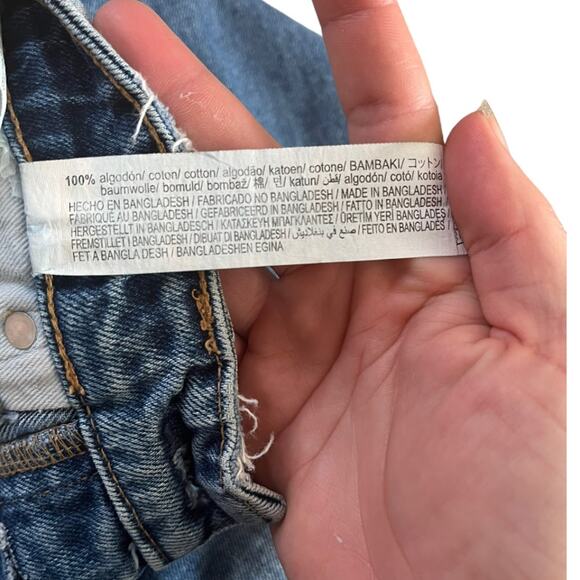 100% algodón/ coton/ cotton/ algodão/ katoen/ cotone/ BAMBAKI/ コットン/
baumwolle/ bomuld/ bombaž/ 棉/ 면/ katun/ قطن/ algodón/ cotó/ kotoia
HECHO EN BANGLADESH / FABRICADO NO BANGLADESH / MADE IN BANGLADESH /
FABRIQUÉ AU BANGLADESH / GEFABRICEERD IN BANGLADESH / FATTO IN BANGLADESH /
HERGESTELLT IN BANGLADESCH / ΚΑΤΑΣΚΕΥΗ ΜΠΑΓΚΛΑΝΤΕΣ / ÜRETİM YERİ BANGLADEŞ /
FREMSTILLET I BANGLADESH / DIBUAT DI BANGLADESH / صنع في بنغلاديش / FEITO EN BANGLADESH /
FET A BANGLA DESH / BANGLADESHEN EGINA